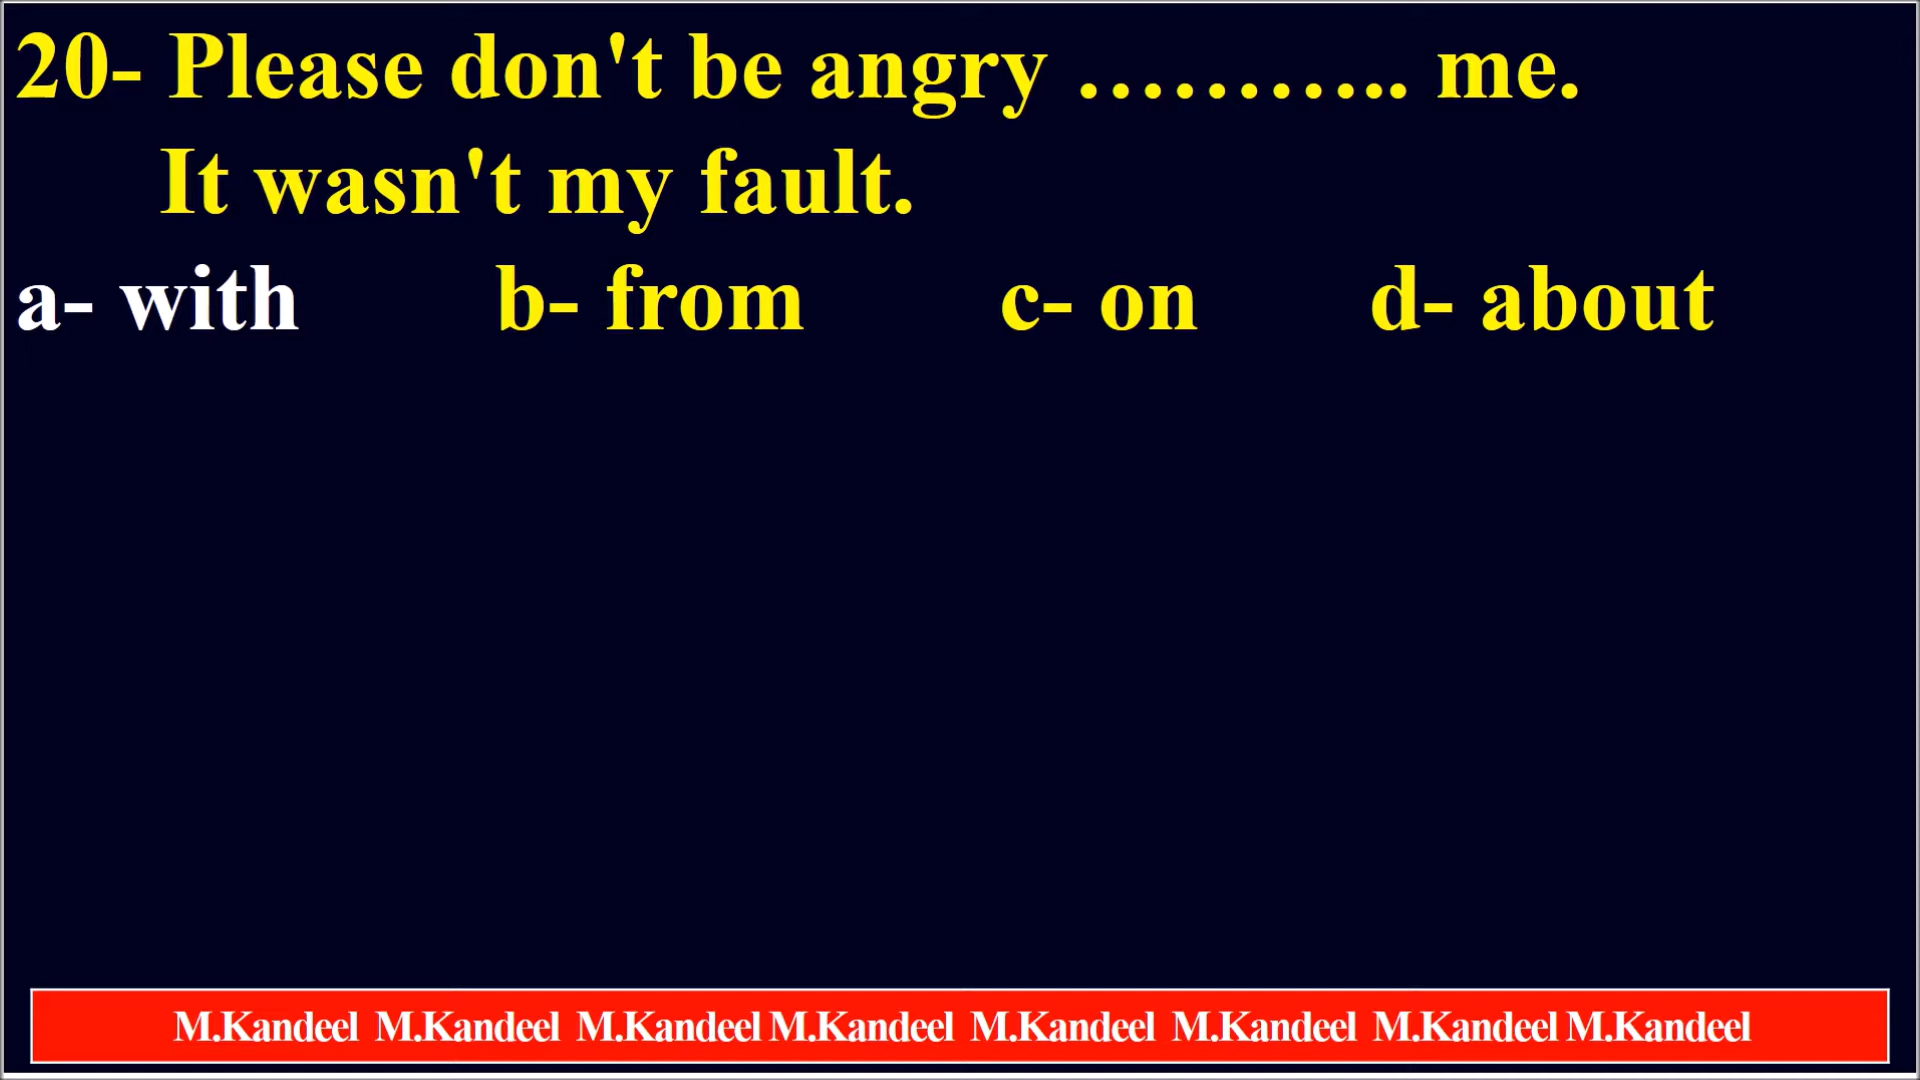 20- Please don't be angry ……….. me.
It wasn't my fault.
a- with b- from c- on d- about
M.Kandeel M.Kandeel M.Kandeel M.Kandeel M.Kandeel M.Kandeel M.Kandeel M.Kandeel